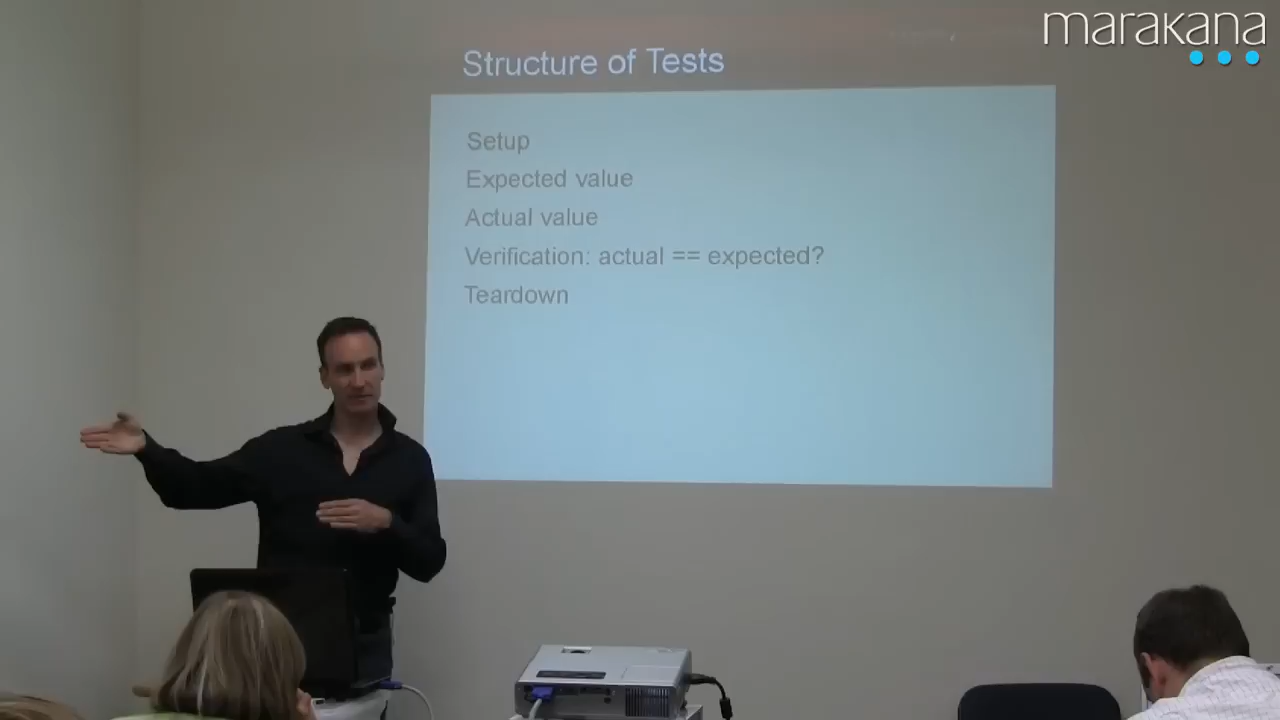 marakana
Structure of Tests
Setup
Expected value
Actual value
Verification: actual == expected?
Teardown